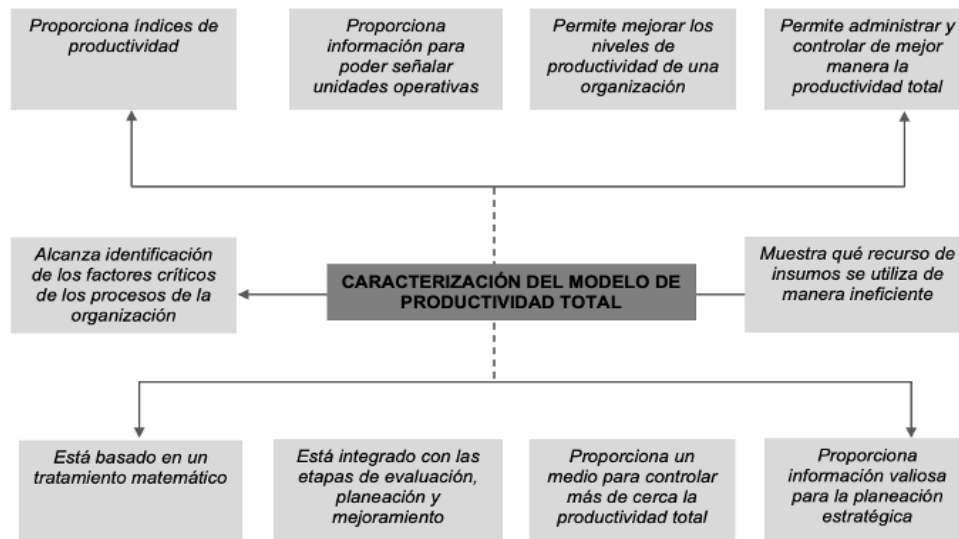 Proporciona índices de
productividad
Proporciona
información para
poder señalar
unidades operativas
Permite mejorar los
niveles de
productividad de una
organización
Permite administrar y
controlar de mejor
manera la
productividad total
Alcanza identificación
de los factores críticos
de los procesos de la
organización
CARACTERIZACIÓN DEL MODELO DE
PRODUCTIVIDAD TOTAL
Muestra qué recurso de
insumos se utiliza de
manera ineficiente
Está basado en un
tratamiento matemático
Está integrado con las
etapas de evaluación,
planeación y
mejoramiento
Proporciona un
medio para controlar
más de cerca la
productividad total
Proporciona
información valiosa
para la planeación
estratégica